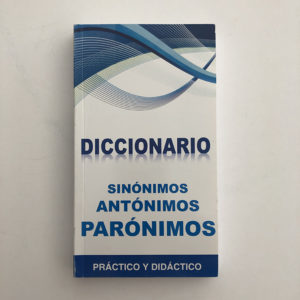 DICCIONARIO
SINÓNIMOS
ANTÓNIMOS
PARÓNIMOS
PRÁCTICO Y DIDÁCTICO